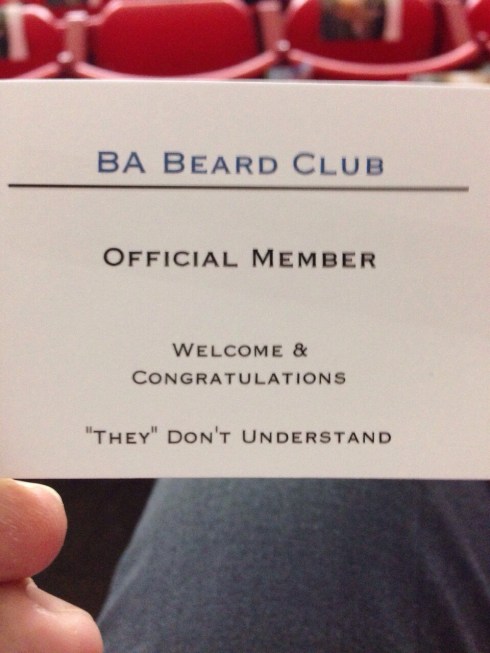 BA BEARD CLUB
OFFICIAL MEMBER
WELCOME &
CONGRATULATIONS
"THEY" DON'T UNDERSTAND